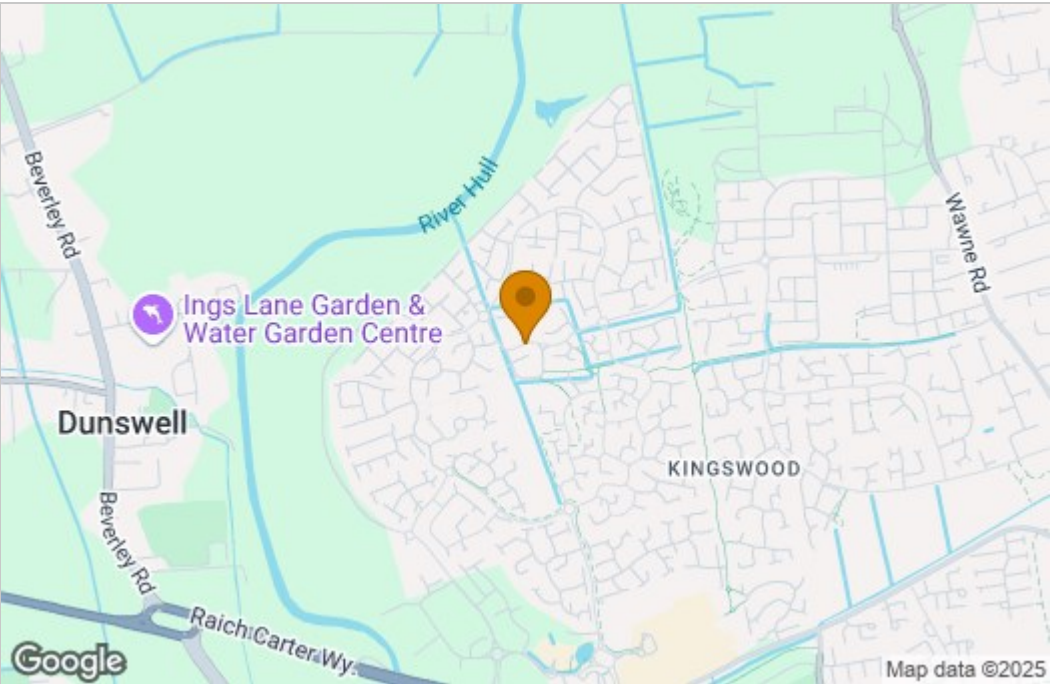 River Hull
Beverley Rd
Wawne Rd
Ings Lane Garden &
Water Garden Centre
Dunswell
KINGSWOOD
Beverley Rd
Raich Carter Wy.
Google
Map data ©2025